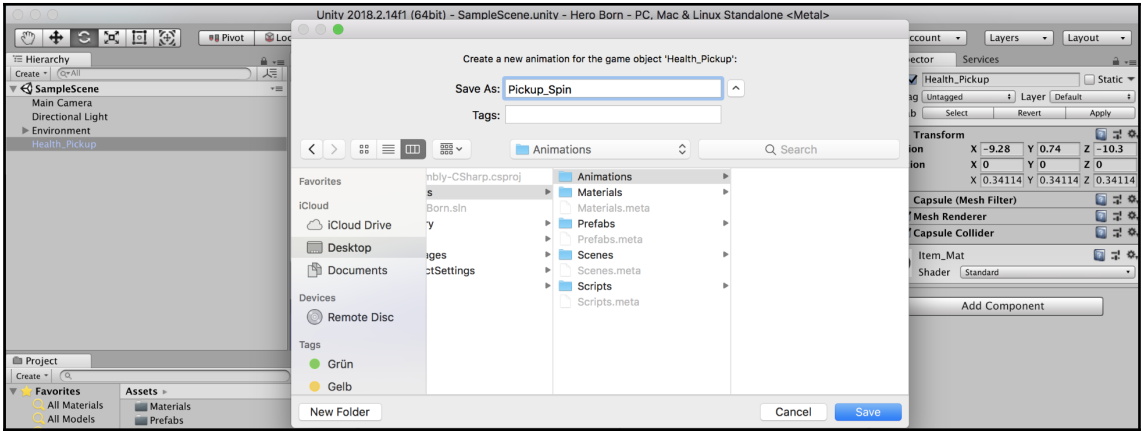 Unity 2018.2.14f1 (64bit) - SampleScene.unity - Hero Born - PC, Mac & Linux Standalone <Metal>
Pivot
Layers
Layout
Hierarchy
Create
All
SampleScene
Main Camera
Directional Light
Environment
Health_Pickup
Create a new animation for the game object 'Health_Pickup':
Save As: Pickup_Spin
Tags:
Animations
Search
Favorites
iCloud
iCloud Drive
Desktop
Documents
Devices
Remote Disc
Tags
Grün
Gelb
Animations
Materials
Materials.meta
Prefabs
Prefabs.meta
Scenes
Scenes.meta
Scripts
Scripts.meta
New Folder
Cancel
Save
Services
Health_Pickup
Static
Untagged
Layer Default
Select
Revert
Apply
Transform
X -9.28 Y 0.74 Z -10.3
X 0 Y 0 Z 0
X 0.34114 Y 0.34114 Z 0.34114
Capsule (Mesh Filter)
Mesh Renderer
Capsule Collider
Item_Mat
Shader Standard
Add Component
Project
Create
Favorites
All Materials
All Models
Assets
Materials
Prefabs